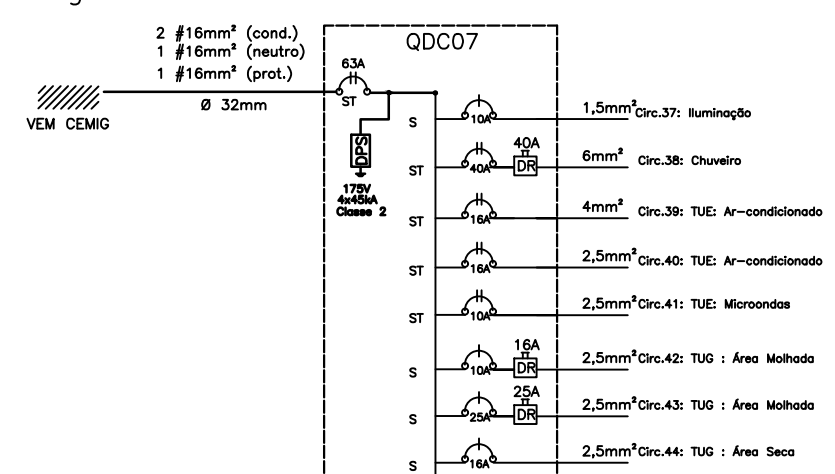 2 #16mm² (cond.)
1 #16mm² (neutro)
1 #16mm² (prot.)
Ø 32mm
VEM CEMIG
QDC07
63A
ST
DPS
175V
4x45kA
Classe 2
S 10A 1,5mm² Circ.37: Iluminação
ST 40A 40A DR 6mm² Circ.38: Chuveiro
ST 16A 4mm² Circ.39: TUE: Ar-condicionado
ST 16A 2,5mm² Circ.40: TUE: Ar-condicionado
ST 10A 2,5mm² Circ.41: TUE: Microondas
S 10A 16A DR 2,5mm² Circ.42: TUG : Área Molhada
S 25A 25A DR 2,5mm² Circ.43: TUG : Área Molhada
S 16A 2,5mm² Circ.44: TUG : Área Seca